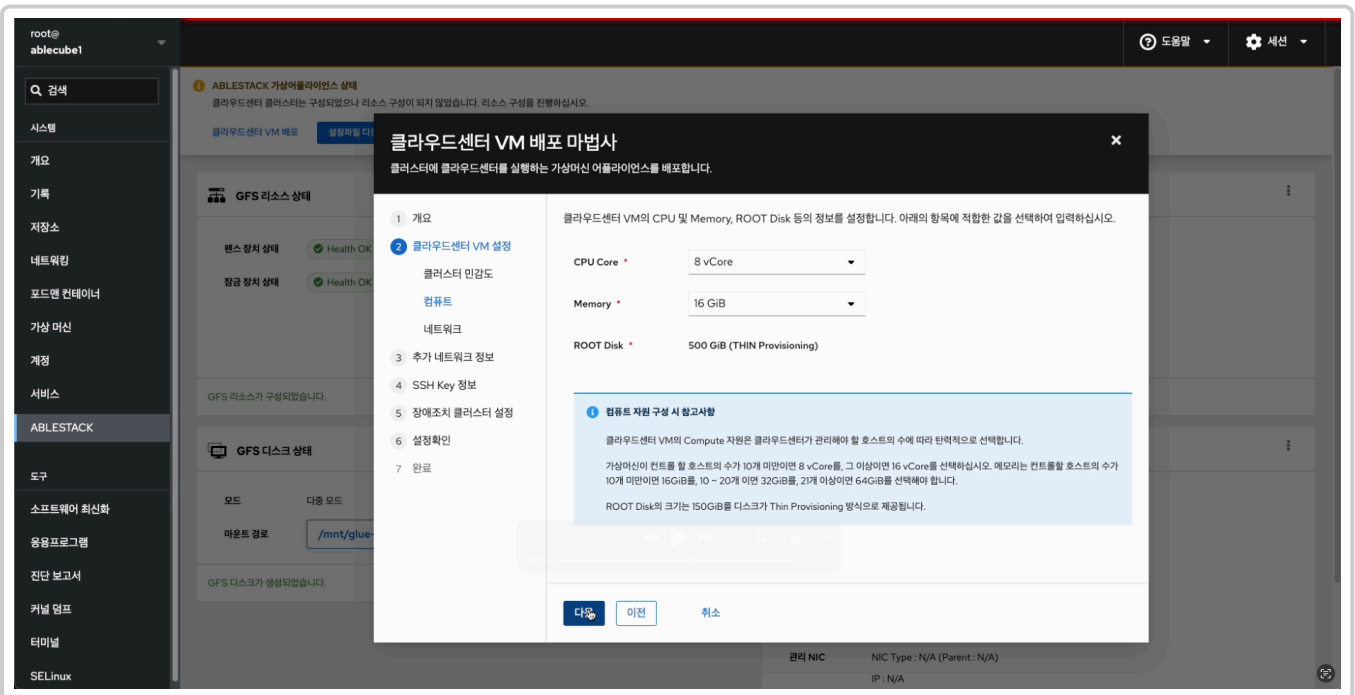 root@
ablecube1
도움말
세션
검색
시스템
개요
기록
저장소
네트워킹
포드맨 컨테이너
가상 머신
계정
서비스
ABLESTACK
도구
소프트웨어 최신화
응용프로그램
진단 보고서
커널 덤프
터미널
SELinux
ABLESTACK 가상어플라이언스 상태
클라우드센터 클러스터는 구성되었으나 리소스 구성이 되지 않았습니다. 리소스 구성을 진행하십시오.
클라우드센터 VM 배포
설정파일 다운
GFS 리소스 상태
펜스 장치 상태
Health OK
잠금 장치 상태
Health OK
GFS 리소스가 구성되었습니다.
GFS 디스크 상태
모드
다중 모드
마운트 경로
/mnt/glue-
GFS 디스크가 생성되었습니다.
클라우드센터 VM 배포 마법사
클러스터에 클라우드센터를 실행하는 가상머신 어플라이언스를 배포합니다.
1 개요
2 클라우드센터 VM 설정
클러스터 민감도
컴퓨트
네트워크
3 추가 네트워크 정보
4 SSH Key 정보
5 장애조치 클러스터 설정
6 설정확인
7 완료
클라우드센터 VM의 CPU 및 Memory, ROOT Disk 등의 정보를 설정합니다. 아래의 항목에 적합한 값을 선택하여 입력하십시오.
CPU Core *
8 vCore
Memory *
16 GiB
ROOT Disk *
500 GiB (THIN Provisioning)
컴퓨트 자원 구성 시 참고사항
클라우드센터 VM의 Compute 자원은 클라우드센터가 관리해야 할 호스트의 수에 따라 탄력적으로 선택합니다.
가상머신이 컨트롤 할 호스트의 수가 10개 미만이면 8 vCore를, 그 이상이면 16 vCore를 선택하십시오. 메모리는 컨트롤할 호스트의 수가
10개 미만이면 16GiB를, 10 ~ 20개 이면 32GiB를, 21개 이상이면 64GiB를 선택해야 합니다.
ROOT Disk의 크기는 150GiB를 디스크가 Thin Provisioning 방식으로 제공됩니다.
다음
이전
취소
관리 NIC
NIC Type : N/A (Parent : N/A)
IP : N/A